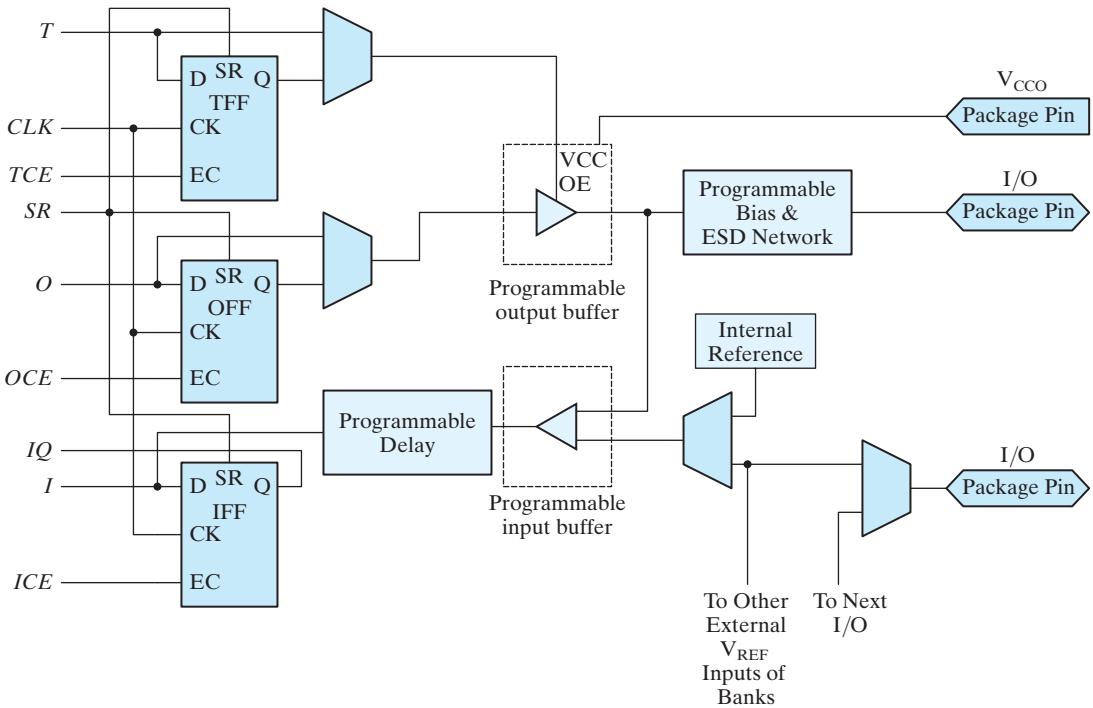 T
D SR Q
TFF
CLK
CK
TCE
EC
SR
O
D SR Q
OFF
CK
OCE
EC
IQ
I
D SR Q
IFF
CK
ICE
EC
VCC
OE
Programmable
output buffer
Programmable
Bias &
ESD Network
V_CCO
Package Pin
I/O
Package Pin
Programmable
Delay
Programmable
input buffer
Internal
Reference
I/O
Package Pin
To Other
External
V_REF
Inputs of
Banks
To Next
I/O